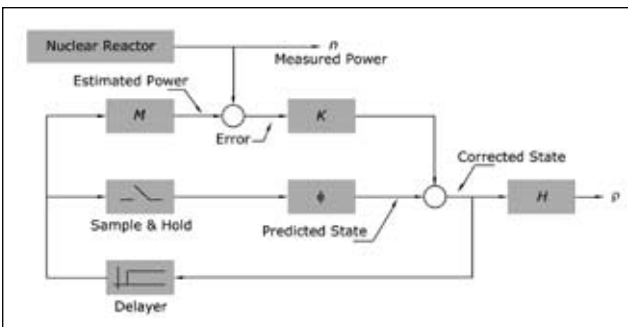 Nuclear Reactor
n
Measured Power
Estimated Power
M
Error
K
Corrected State
Sample & Hold
ϕ
Predicted State
H
ρ
Delayer